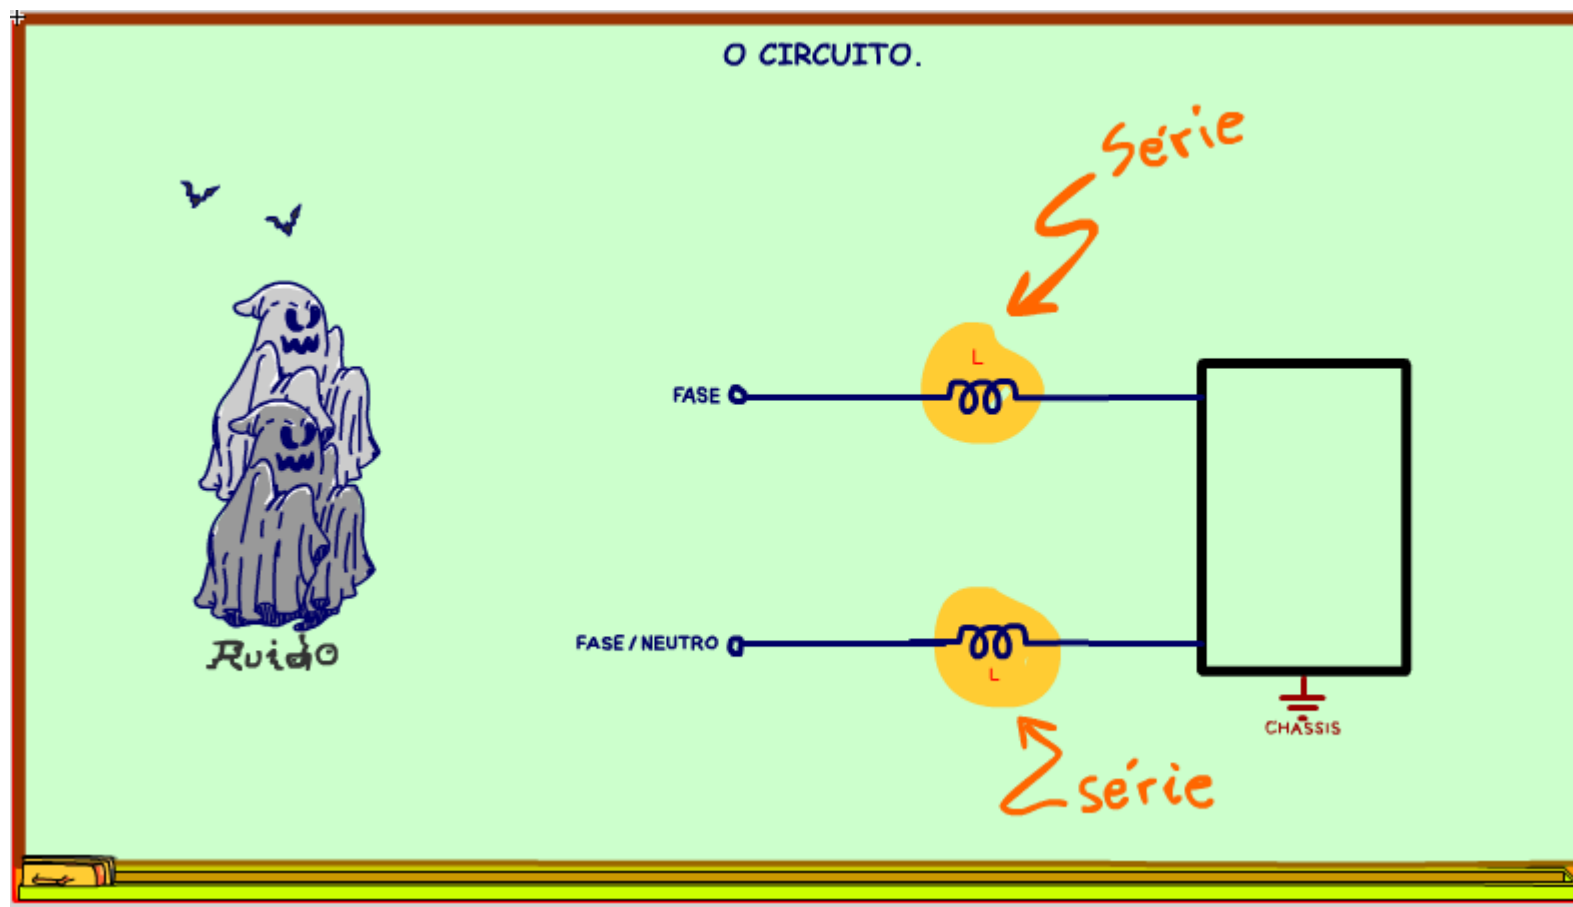 O CIRCUITO.
Série
L
FASE
FASE / NEUTRO
L
Ruido
CHASSIS
série